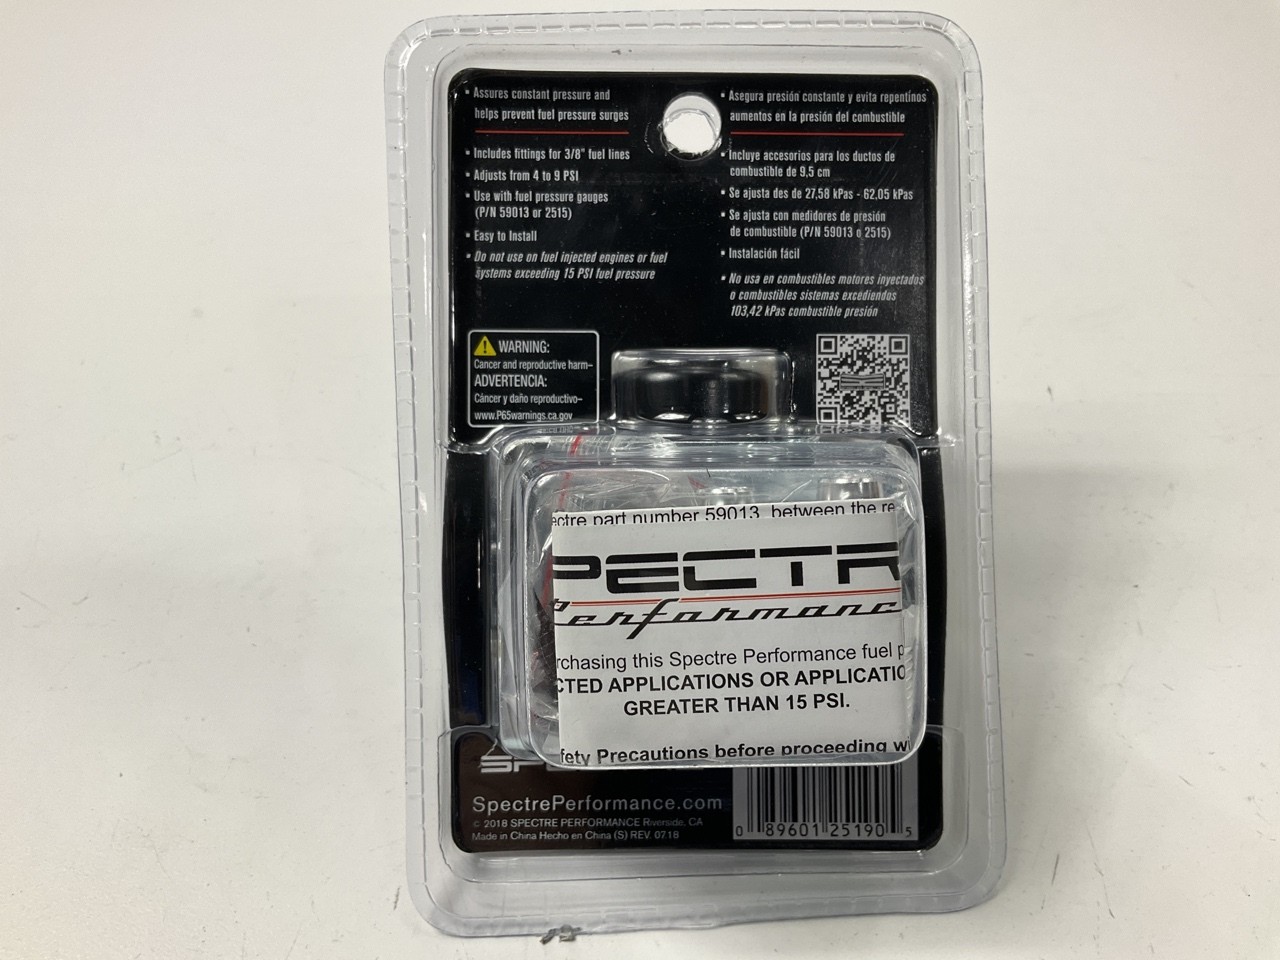 ▪ Assures constant pressure and
helps prevent fuel pressure surges
▪ Includes fittings for 3/8" fuel lines
▪ Adjusts from 4 to 9 PSI
▪ Use with fuel pressure gauges
(P/N 59013 or 2515)
▪ Easy to Install
▪ Do not use on fuel injected engines or fuel
systems exceeding 15 PSI fuel pressure
▪ Asegura presión constante y evita repentinos
aumentos en la presión del combustible
▪ Incluye accesorios para los ductos de
combustible de 9,5 cm
▪ Se ajusta des de 27,58 kPas - 62,05 kPas
▪ Se ajusta con medidores de presión
de combustible (P/N 59013 o 2515)
▪ Instalación fácil
▪ No usa en combustibles motores inyectados
o combustibles sistemas excediendos
103,42 kPas combustible presión
WARNING:
Cancer and reproductive harm–
ADVERTENCIA:
Cáncer y daño reproductivo–
www.P65warnings.ca.gov
ectre part number 59013, between the re
PECTR
erformanc
rchasing this Spectre Performance fuel p
CTED APPLICATIONS OR APPLICATIO
GREATER THAN 15 PSI.
fety Precautions before proceeding wi
SpectrePerformance.com
© 2018 SPECTRE PERFORMANCE Riverside, CA
Made in China Hecho en China (S) REV. 0718
0 89601 25190 5